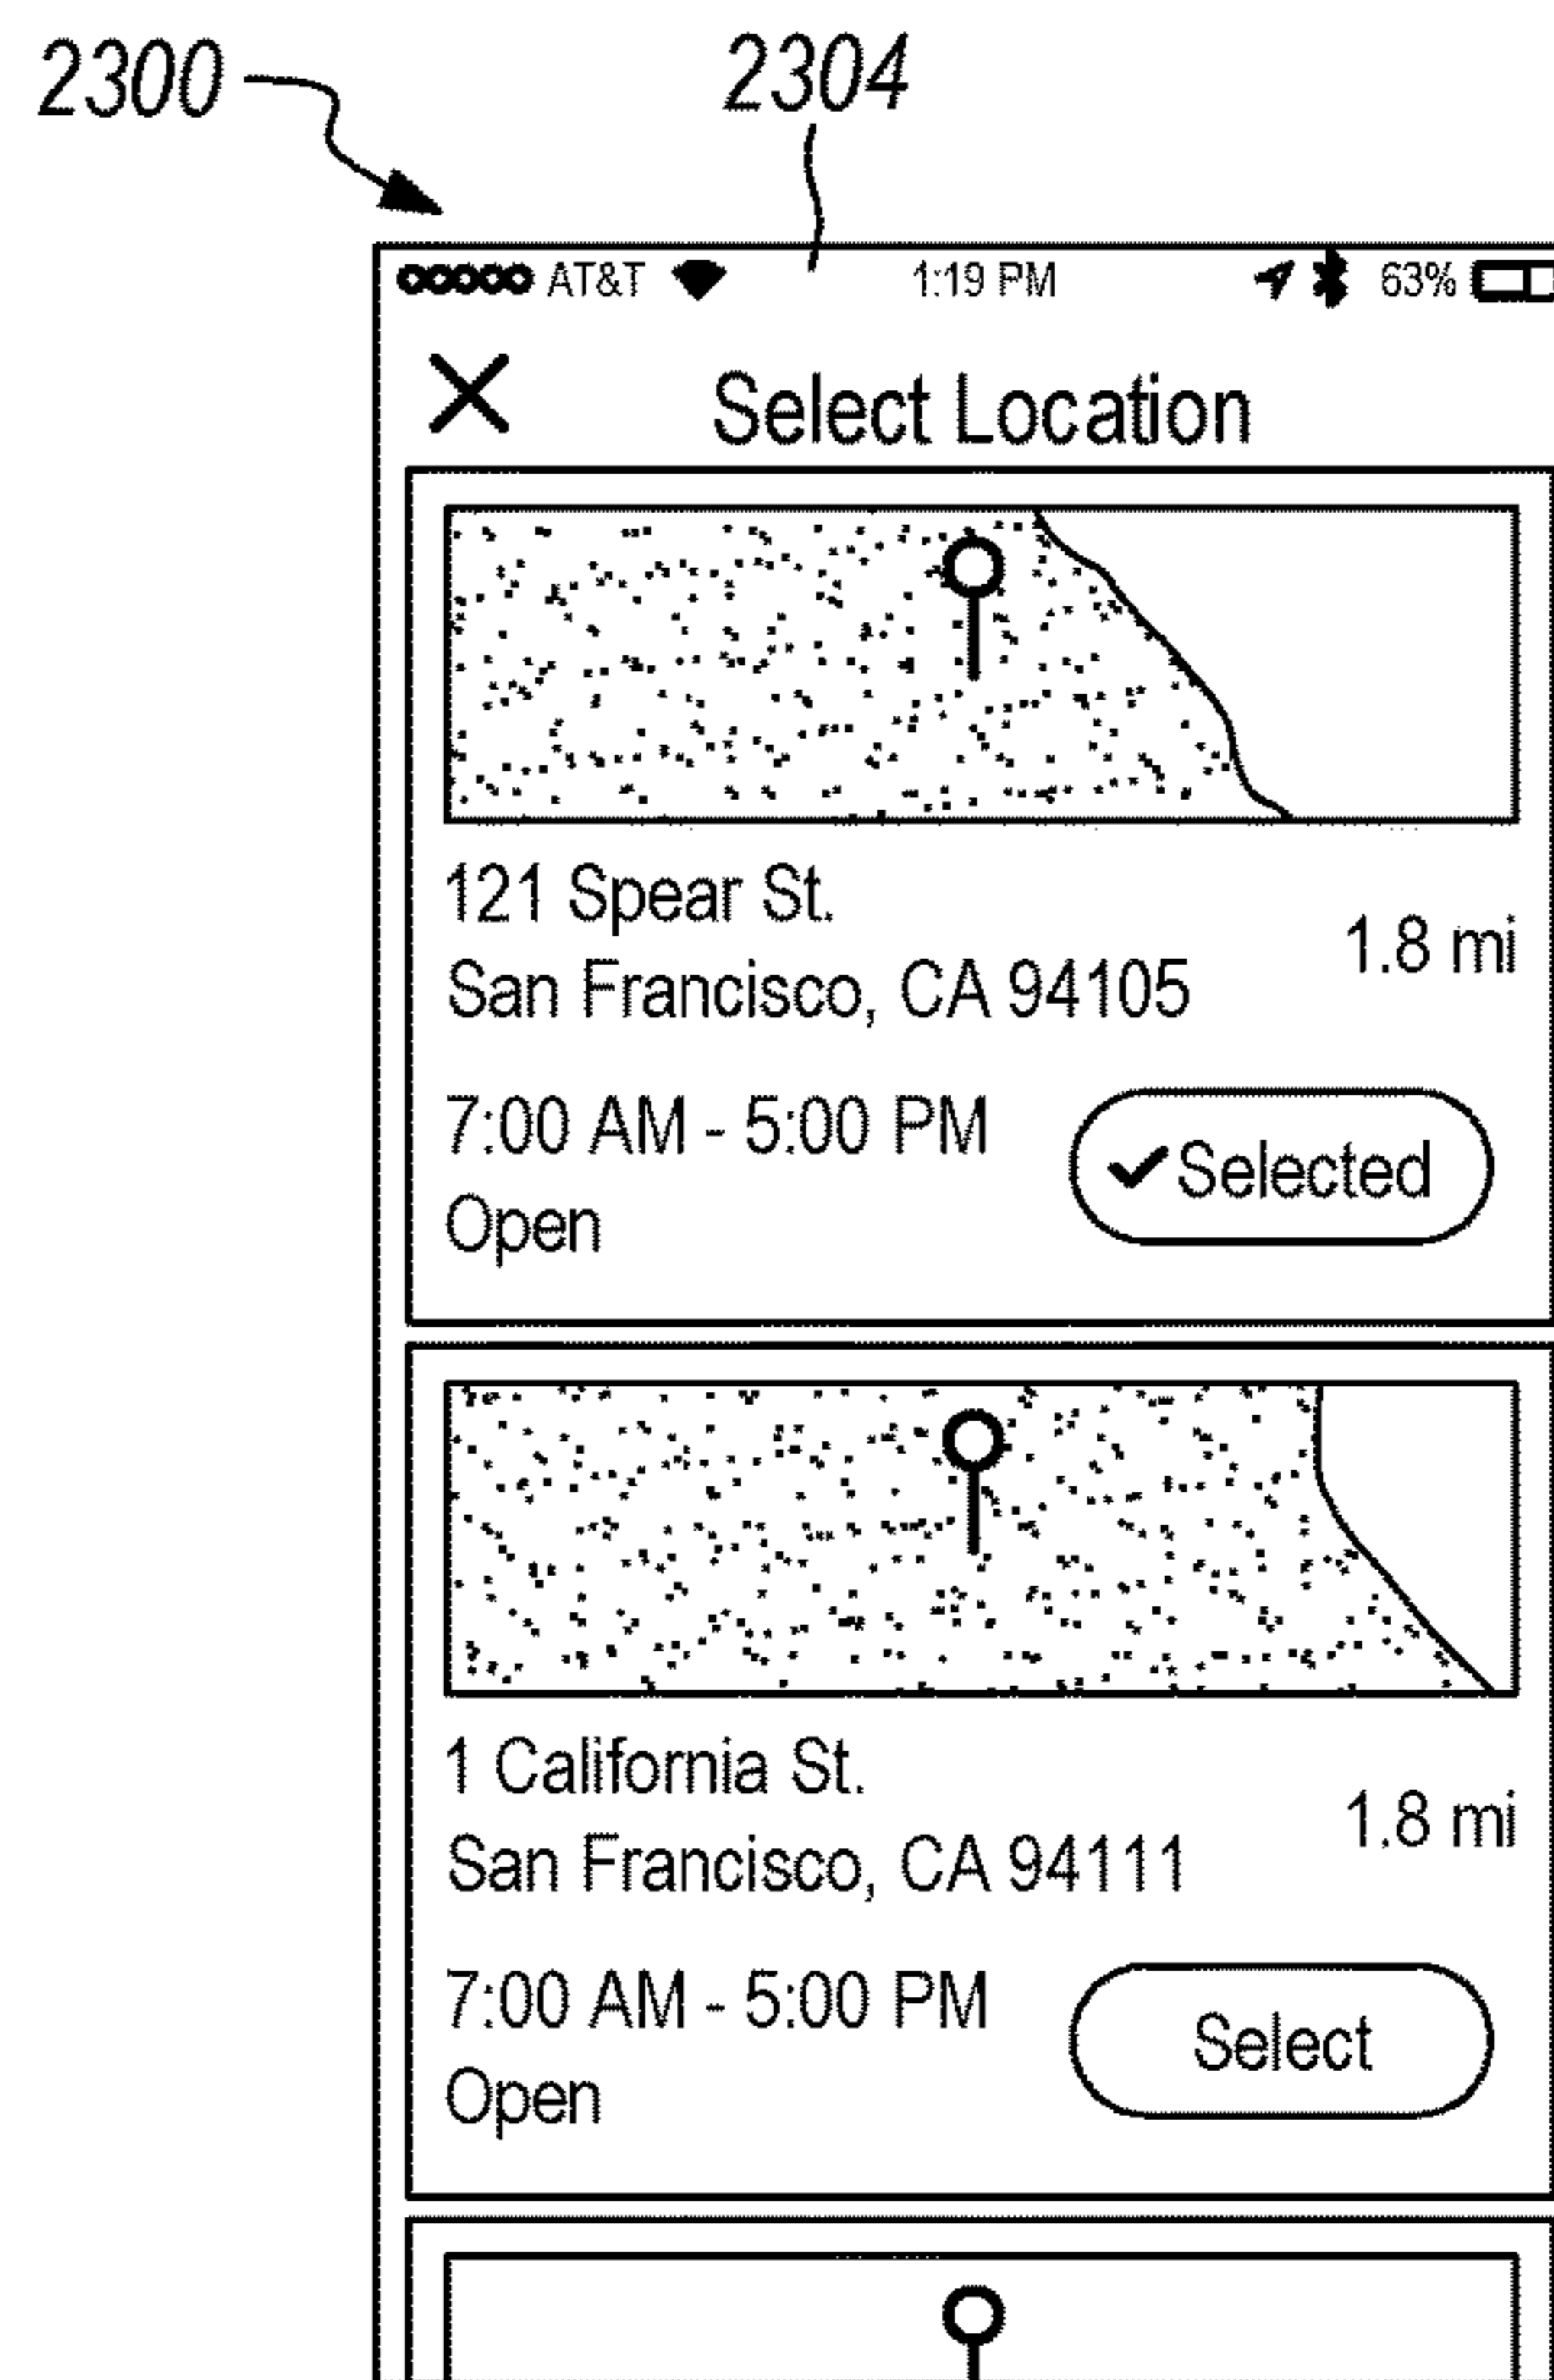 2300
2304
AT&T 1:19 PM 63%
Select Location
121 Spear St.
San Francisco, CA 94105
1.8 mi
7:00 AM - 5:00 PM
Open
✔Selected
1 California St.
San Francisco, CA 94111
1.8 mi
7:00 AM - 5:00 PM
Open
Select